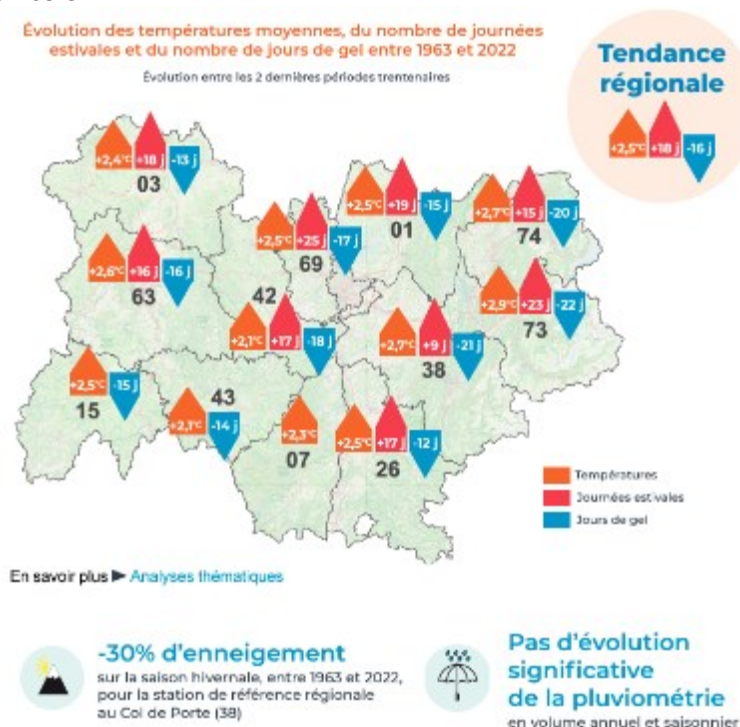 Évolution des températures moyennes, du nombre de journées
estivales et du nombre de jours de gel entre 1963 et 2022
Évolution entre les 2 dernières périodes trentenaires
Tendance
régionale
+2,5°C +18 j -16 j
+2,4°C +18 j -13 j
03
+2,5°C +19 j -15 j
01
+2,7°C +15 j -20 j
74
+2,5°C +25 j -17 j
69
+2,6°C +16 j -16 j
63
42
+2,1°C +17 j -18 j
+2,9°C +23 j -22 j
73
+2,7°C +9 j -21 j
38
+2,5°C -15 j
15
43
+2,1°C -14 j
+2,3°C
07
+2,5°C +17 j -12 j
26
Températures
Journées estivales
Jours de gel
En savoir plus ► Analyses thématiques
-30% d'enneigement
sur la saison hivernale, entre 1963 et 2022,
pour la station de référence régionale
au Col de Porte (38)
Pas d'évolution
significative
de la pluviométrie
en volume annuel et saisonnier